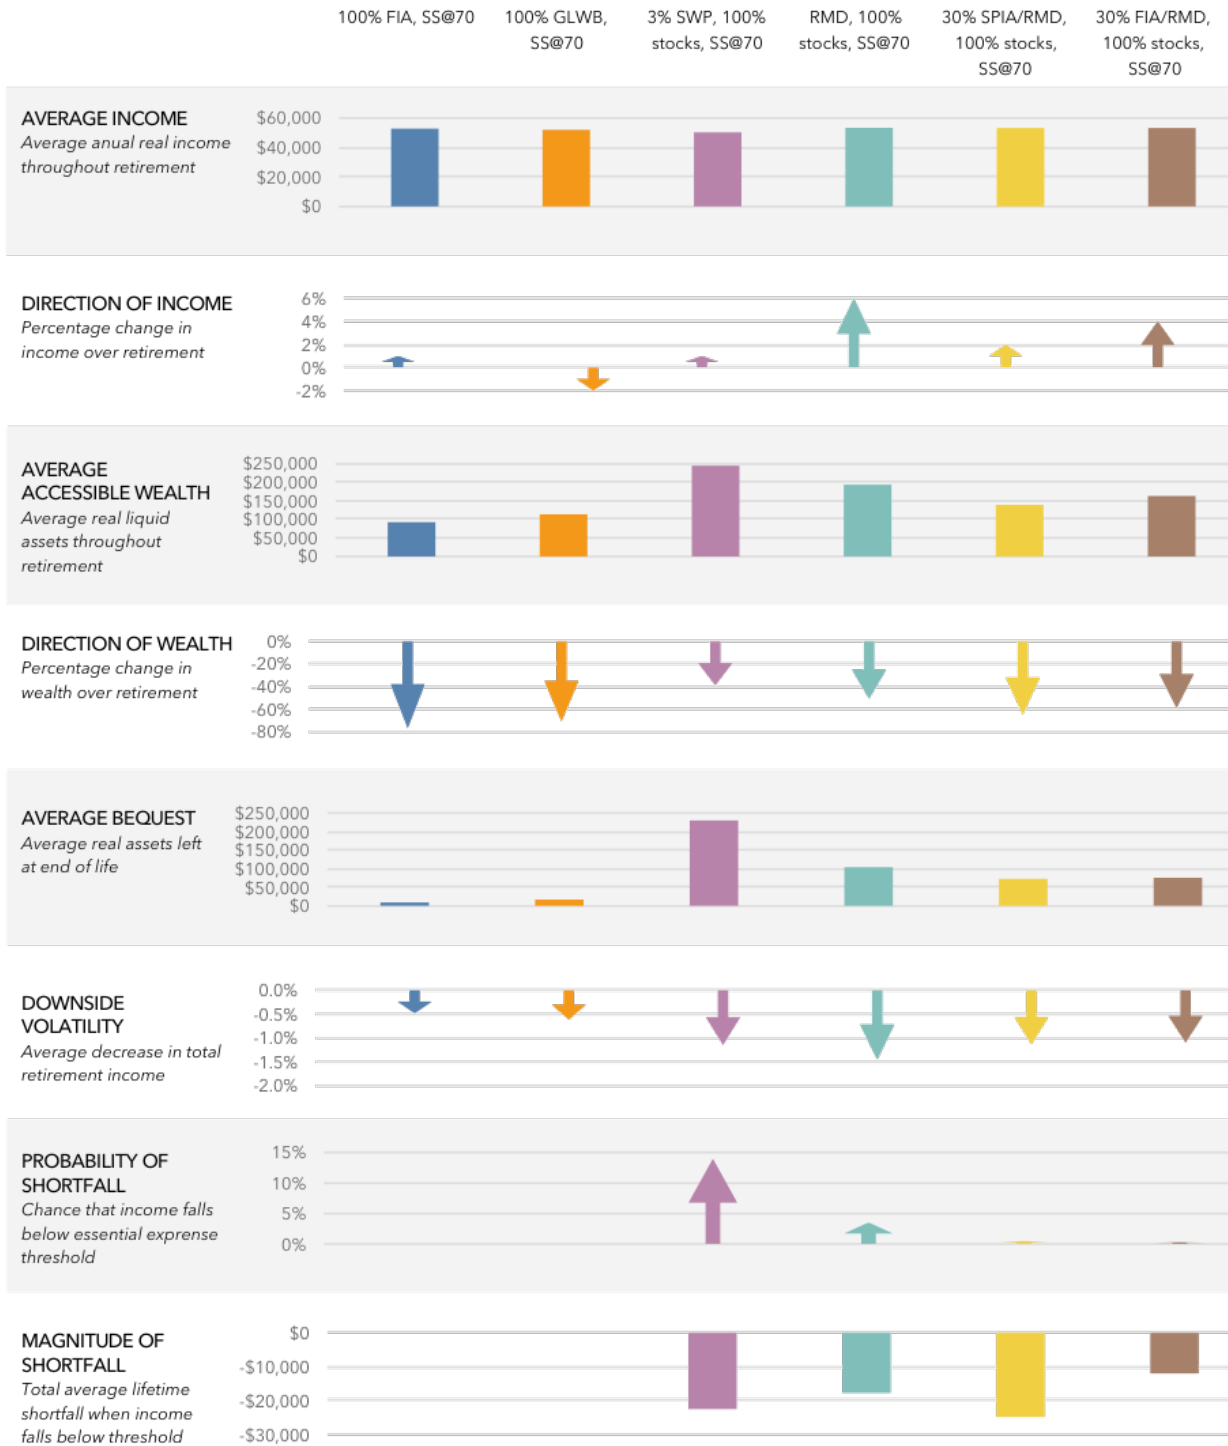 100% FIA, SS@70
100% GLWB,
SS@70
3% SWP, 100%
stocks, SS@70
RMD, 100%
stocks, SS@70
30% SPIA/RMD,
100% stocks,
SS@70
30% FIA/RMD,
100% stocks,
SS@70
AVERAGE INCOME
Average anual real income
throughout retirement
$60,000
$40,000
$20,000
$0
DIRECTION OF INCOME
Percentage change in
income over retirement
6%
4%
2%
0%
-2%
AVERAGE
ACCESSIBLE WEALTH
Average real liquid
assets throughout
retirement
$250,000
$200,000
$150,000
$100,000
$50,000
$0
DIRECTION OF WEALTH
Percentage change in
wealth over retirement
0%
-20%
-40%
-60%
-80%
AVERAGE BEQUEST
Average real assets left
at end of life
$250,000
$200,000
$150,000
$100,000
$50,000
$0
DOWNSIDE
VOLATILITY
Average decrease in total
retirement income
0.0%
-0.5%
-1.0%
-1.5%
-2.0%
PROBABILITY OF
SHORTFALL
Chance that income falls
below essential exprense
threshold
15%
10%
5%
0%
MAGNITUDE OF
SHORTFALL
Total average lifetime
shortfall when income
falls below threshold
$0
-$10,000
-$20,000
-$30,000